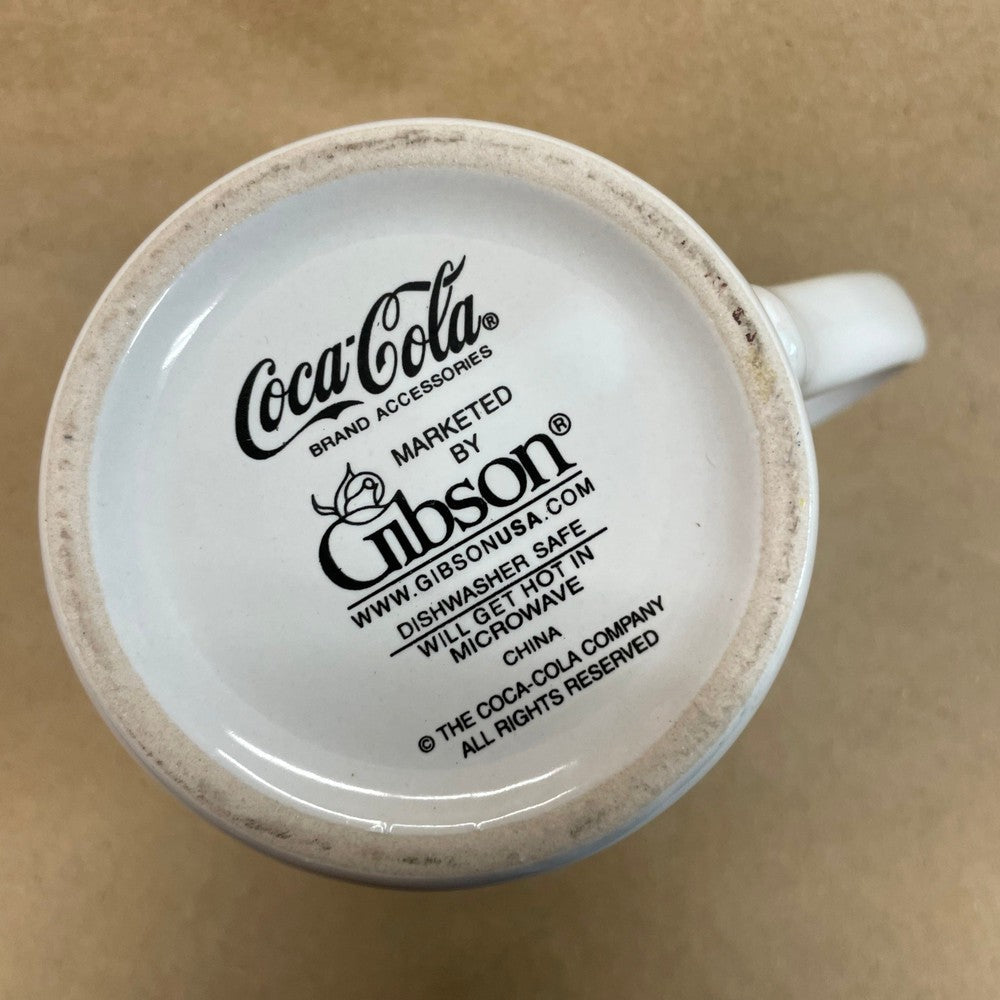 Coca-Cola®
BRAND ACCESSORIES
MARKETED
BY
Gibson®
WWW.GIBSONUSA.COM
DISHWASHER SAFE
WILL GET HOT IN
MICROWAVE
CHINA
© THE COCA-COLA COMPANY
ALL RIGHTS RESERVED